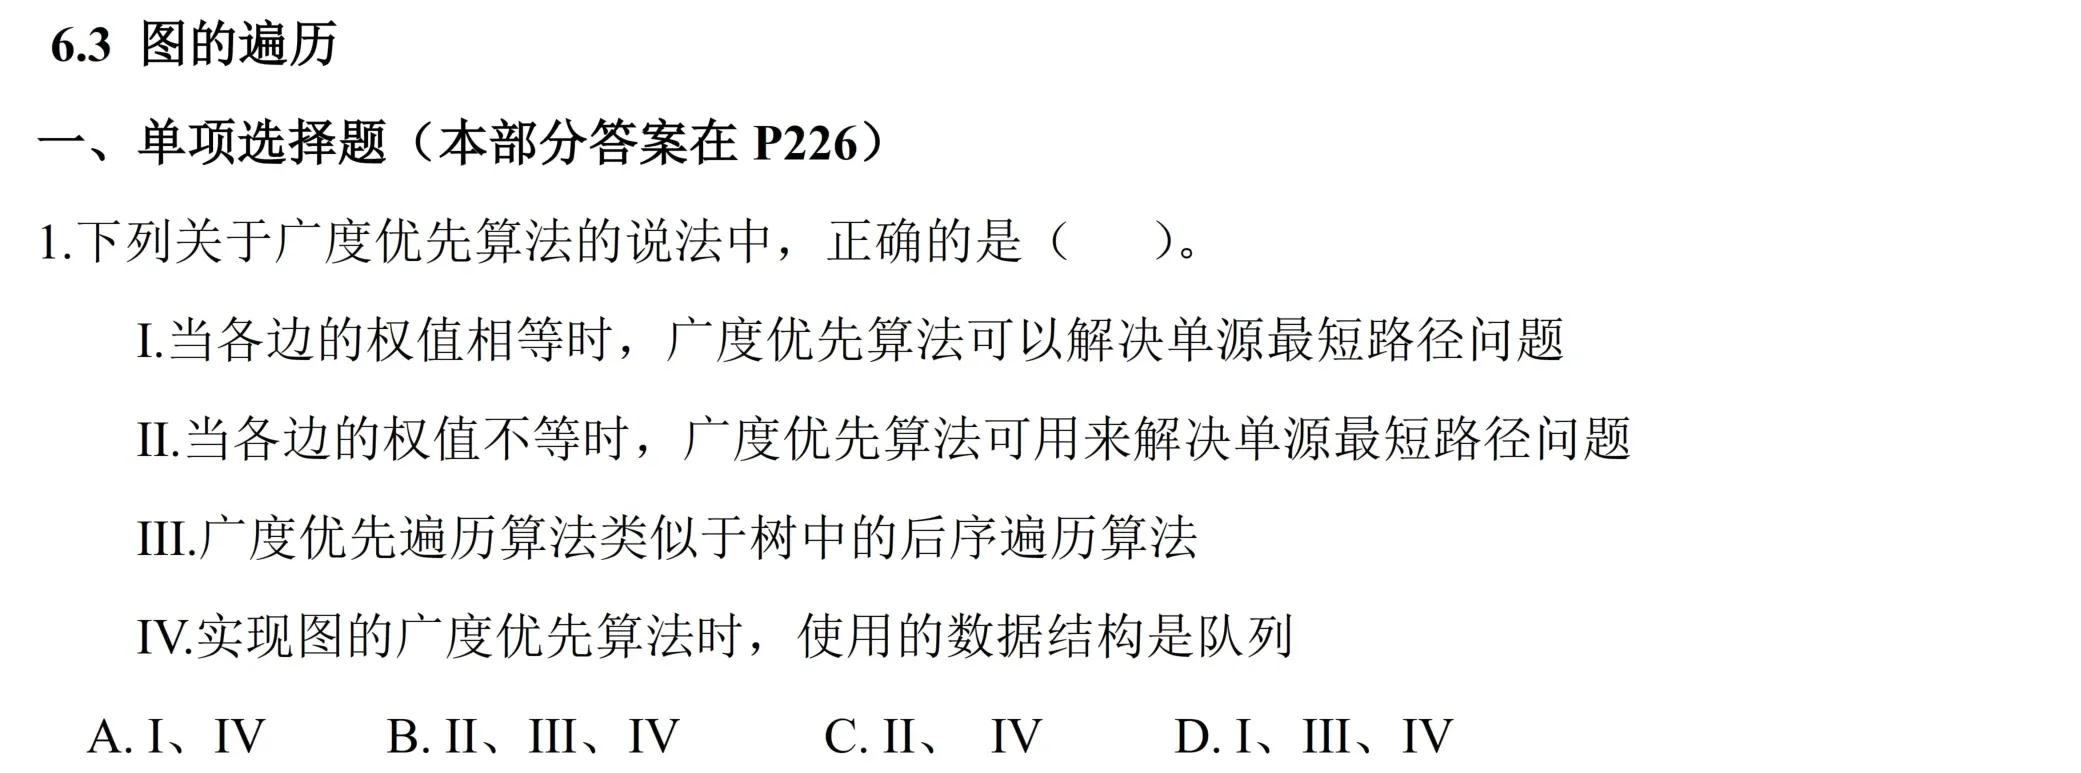 6.3 图的遍历
一、单项选择题（本部分答案在 P226）
1.下列关于广度优先算法的说法中，正确的是（  ）。
I.当各边的权值相等时，广度优先算法可以解决单源最短路径问题
II.当各边的权值不等时，广度优先算法可用来解决单源最短路径问题
III.广度优先遍历算法类似于树中的后序遍历算法
IV.实现图的广度优先算法时，使用的数据结构是队列
A. I、IV B. II、III、IV C. II、 IV D. I、III、IV